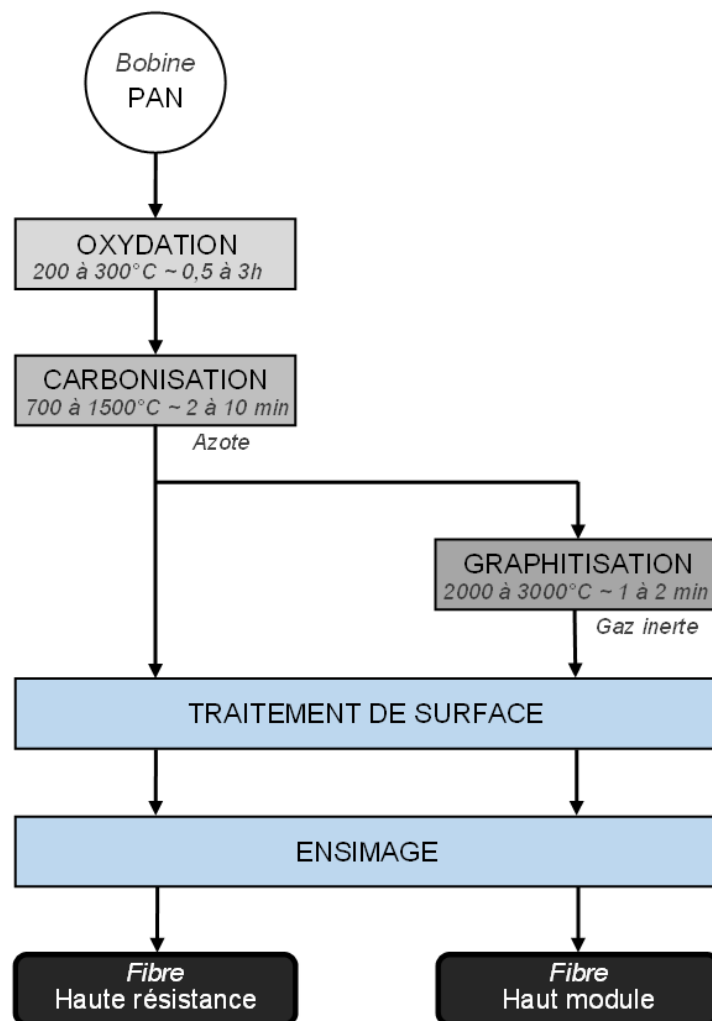 Bobine
PAN
OXYDATION
200 à 300°C ~ 0,5 à 3h
CARBONISATION
700 à 1500°C ~ 2 à 10 min
Azote
GRAPHITISATION
2000 à 3000°C ~ 1 à 2 min
Gaz inerte
TRAITEMENT DE SURFACE
ENSIMAGE
Fibre
Haute résistance
Fibre
Haut module